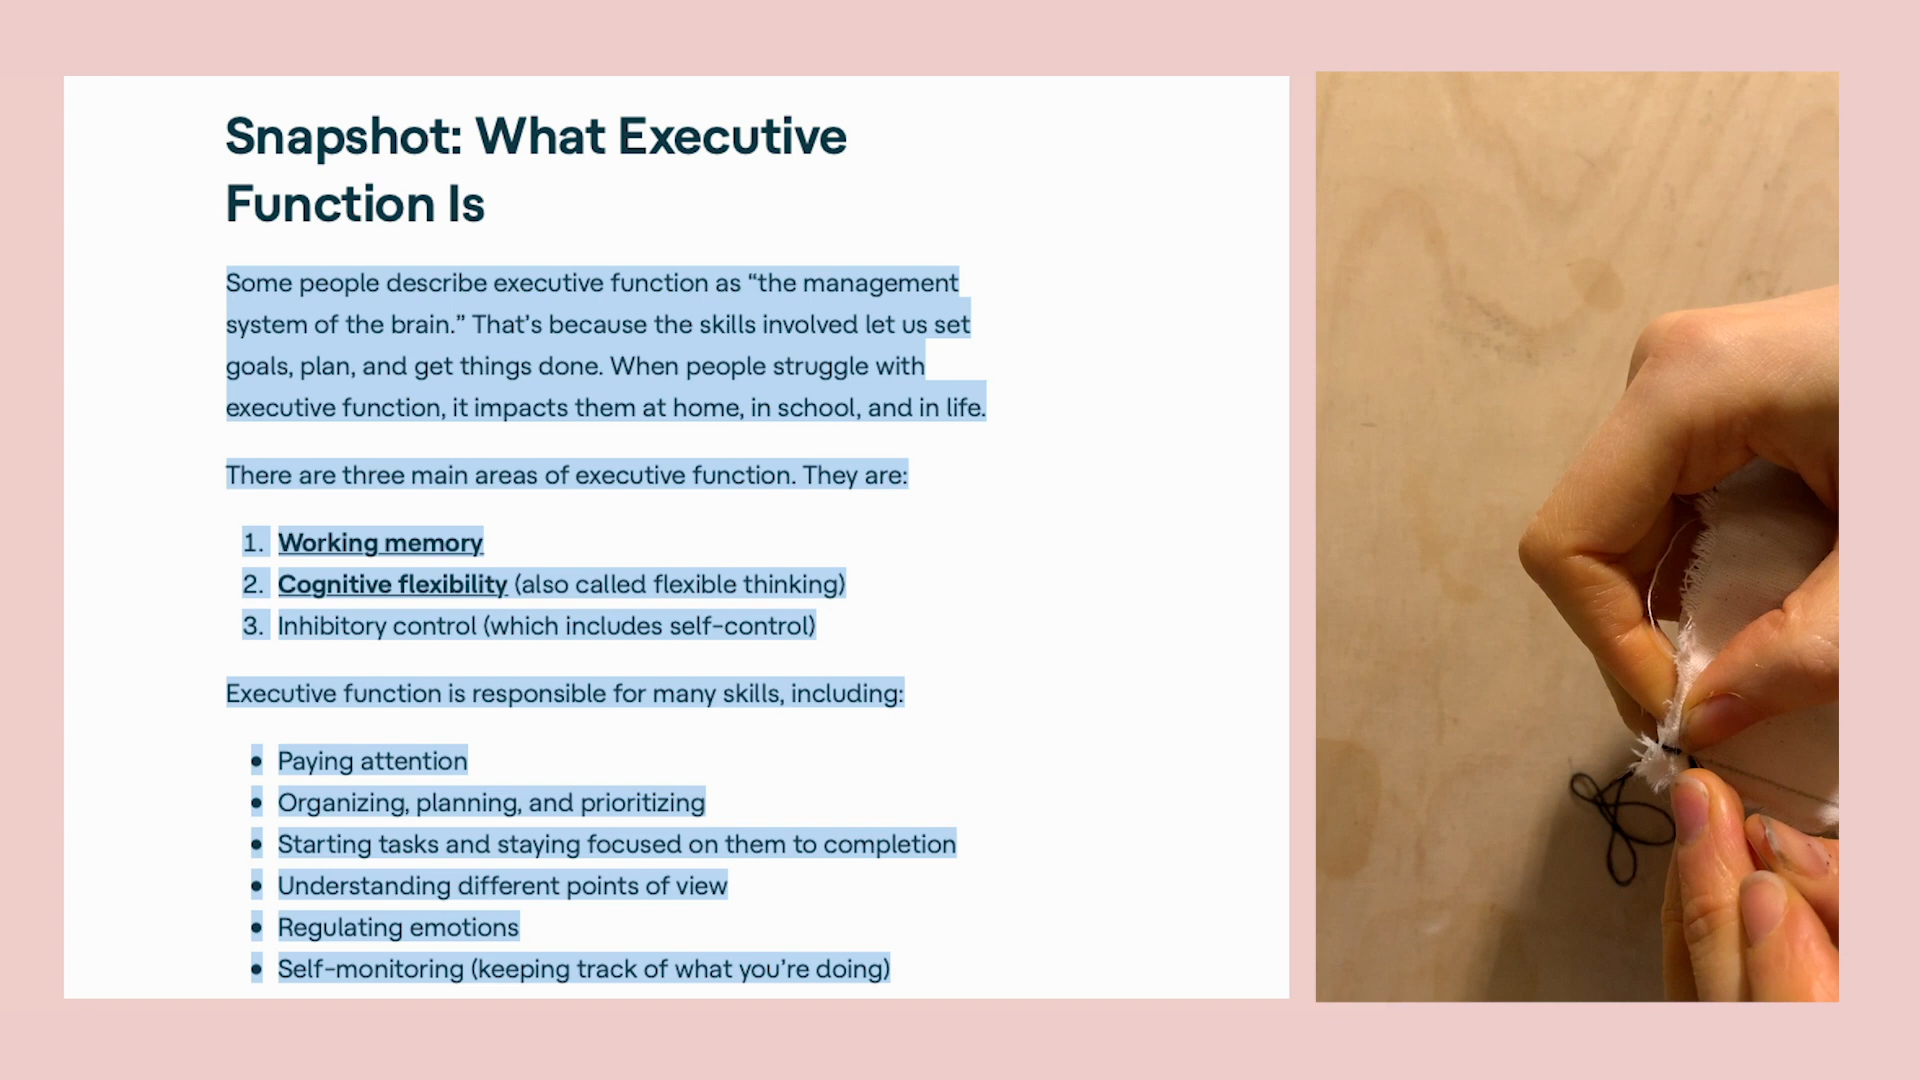 Snapshot: What Executive
Function Is
Some people describe executive function as “the management
system of the brain.” That’s because the skills involved let us set
goals, plan, and get things done. When people struggle with
executive function, it impacts them at home, in school, and in life.
There are three main areas of executive function. They are:
1. Working memory
2. Cognitive flexibility (also called flexible thinking)
3. Inhibitory control (which includes self-control)
Executive function is responsible for many skills, including:
• Paying attention
• Organizing, planning, and prioritizing
• Starting tasks and staying focused on them to completion
• Understanding different points of view
• Regulating emotions
• Self-monitoring (keeping track of what you’re doing)